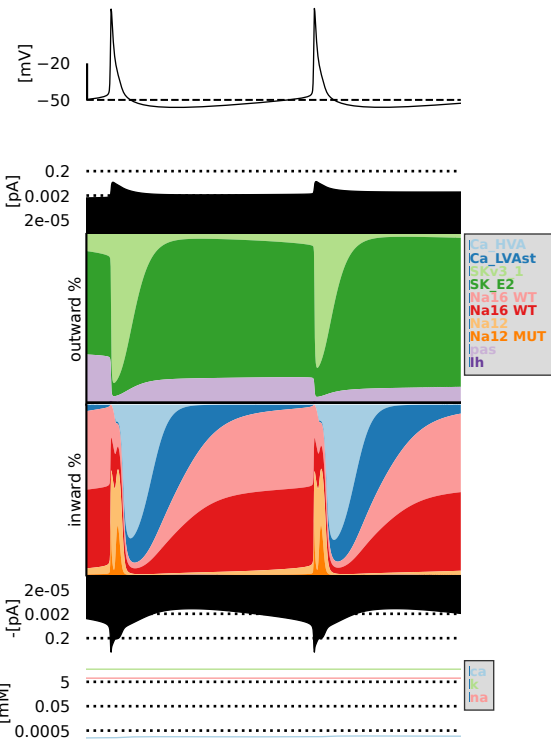 [mV]
−20
−50
[pA]
0.2
0.002
2e-05
outward %
Ca_HVA
Ca_LVAst
SKv3_1
SK_E2
Na16 WT
Na16 WT
Na12
Na12 MUT
pas
Ih
inward %
-[pA]
2e-05
0.002
0.2
[mM]
5
0.05
0.0005
ca
k
na